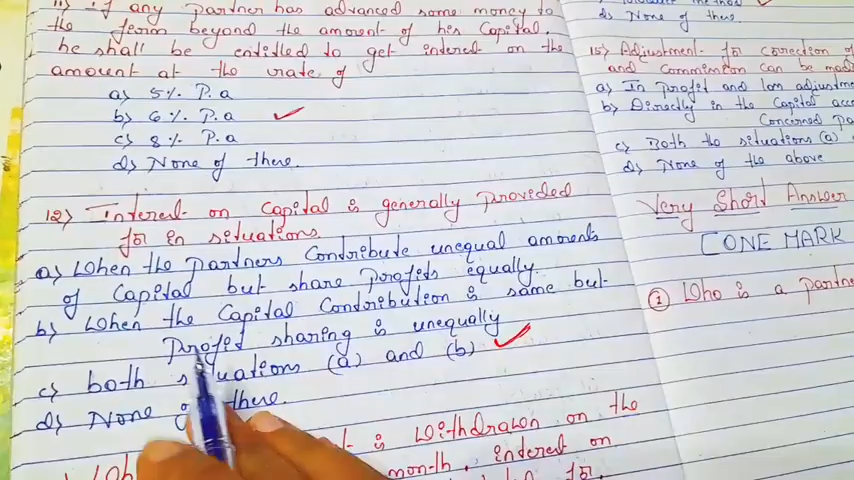 11) if any partner has advanced some money to
the firm beyond the amount of his Capital.
he shall be entitled to get interest on the
amount at the rate of
a) 5% P.a
b) 6% P.a
c) 8% P.a
d) None of these.
12) Interest on Capital is generally provided
for in situations.
a) When the partners Contribute unequal amounts
of Capital but share Profits equally.
b) When the Capital Contribution is same but
Profit sharing is unequally
c) both situations (a) and (b)
d) None of these.
is withdrawn on the
month. interest on
for.
d) None of these.
15) Adjustment for correction of
and Commission can be mad
a) In Profit and loss adjustme
b) Directly in the Capital acc
Concerned Pa
c) Both the situations (a)
d) None of the above
Very Short Answer
(ONE MARK
1 Who is a partne